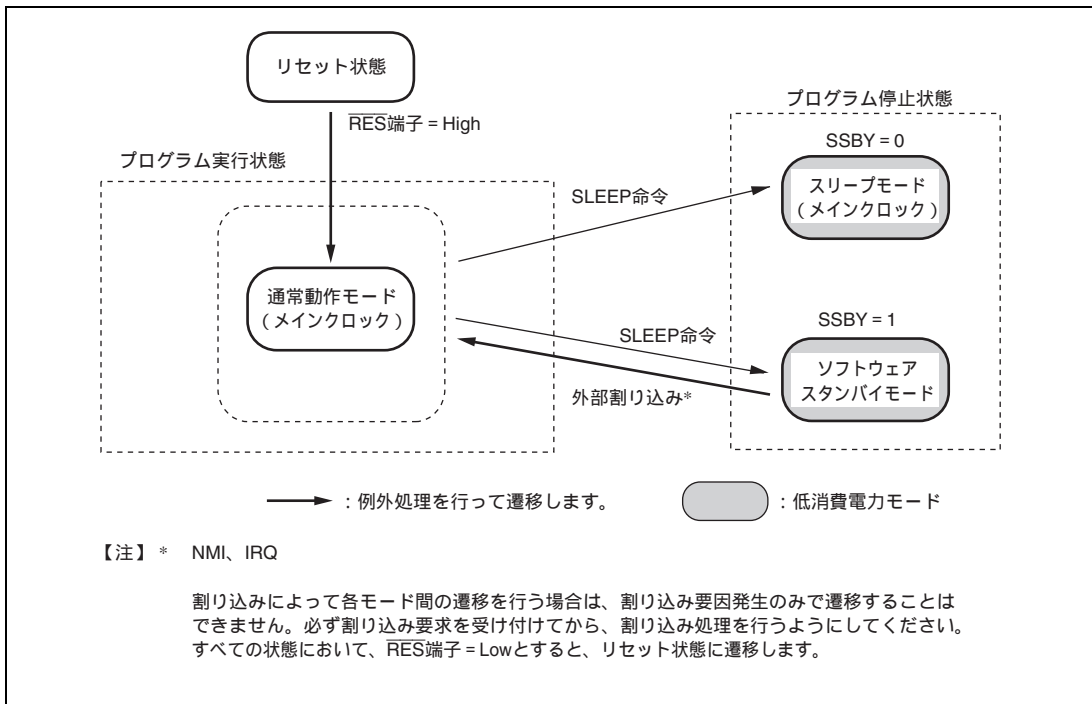 リセット状態
RES端子 = High
プログラム停止状態
プログラム実行状態
SSBY = 0
スリープモード
（メインクロック）
SLEEP命令
通常動作モード
（メインクロック）
SSBY = 1
SLEEP命令
ソフトウェア
スタンバイモード
外部割り込み*
：例外処理を行って遷移します。
：低消費電力モード
【注】 * NMI、IRQ
割り込みによって各モード間の遷移を行う場合は、割り込み要因発生のみで遷移することは
できません。必ず割り込み要求を受け付けてから、割り込み処理を行うようにしてください。
すべての状態において、RES端子 = Lowとすると、リセット状態に遷移します。